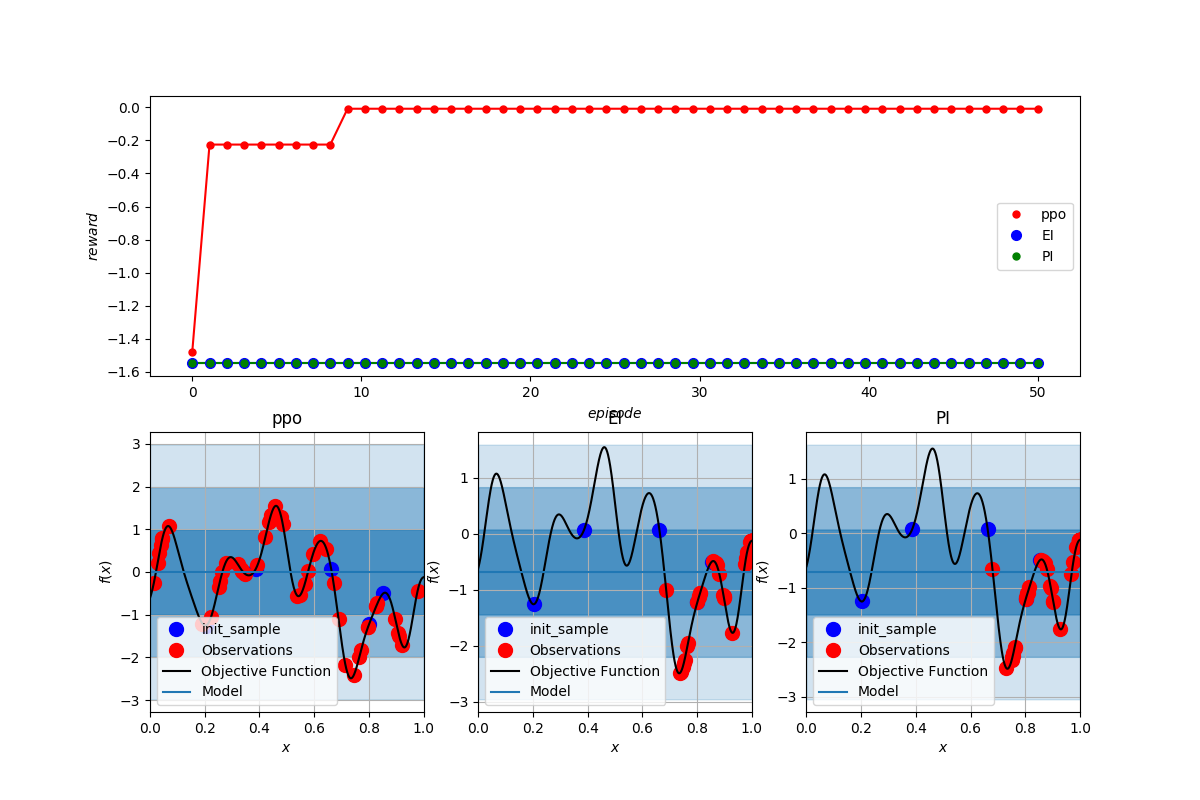 0.0
−0.2
−0.4
−0.6
−0.8
−1.0
−1.2
−1.4
−1.6
reward
ppo
EI
PI
0 10 20 30 40 50
episode
ppo
EI
PI
3
2
1
0
−1
−2
−3
f(x)
init_sample
Observations
Objective Function
Model
0.0 0.2 0.4 0.6 0.8 1.0
x
1
0
−1
−2
−3
f(x)
init_sample
Observations
Objective Function
Model
0.0 0.2 0.4 0.6 0.8 1.0
x
1
0
−1
−2
−3
f(x)
init_sample
Observations
Objective Function
Model
0.0 0.2 0.4 0.6 0.8 1.0
x